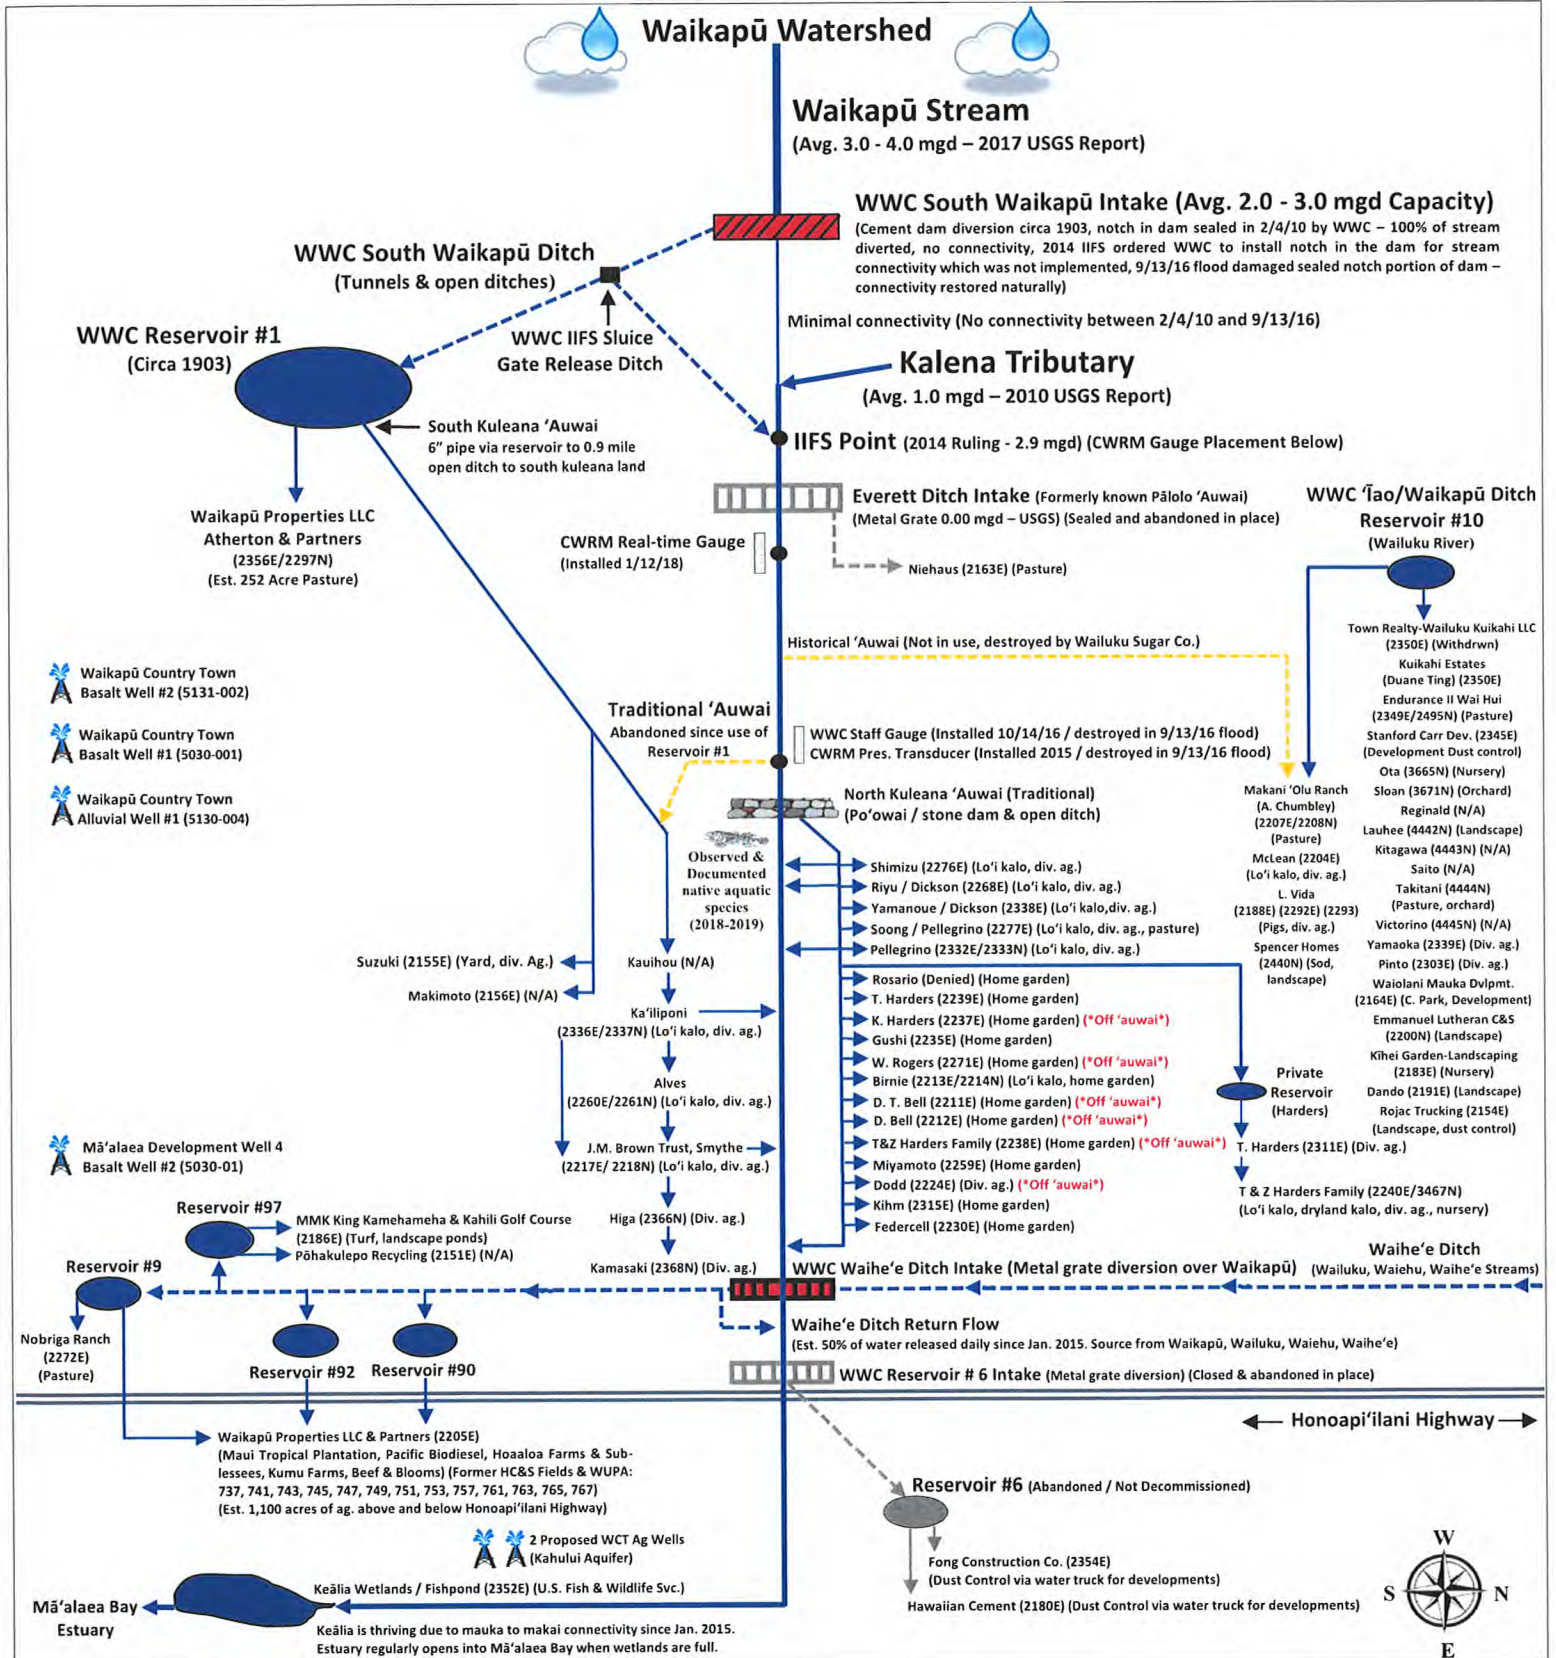 Waikapū Watershed
Waikapū Stream
(Avg. 3.0 - 4.0 mgd – 2017 USGS Report)
WWC South Waikapū Intake (Avg. 2.0 - 3.0 mgd Capacity)
(Cement dam diversion circa 1903, notch in dam sealed in 2/4/10 by WWC – 100% of stream
diverted, no connectivity, 2014 IIFS ordered WWC to install notch in the dam for stream
connectivity which was not implemented, 9/13/16 flood damaged sealed notch portion of dam –
connectivity restored naturally)
WWC South Waikapū Ditch
(Tunnels & open ditches)
WWC IIFS Sluice
Gate Release Ditch
Minimal connectivity (No connectivity between 2/4/10 and 9/13/16)
WWC Reservoir #1
(Circa 1903)
Kalena Tributary
(Avg. 1.0 mgd – 2010 USGS Report)
South Kuleana ‘Auwai
6” pipe via reservoir to 0.9 mile
open ditch to south kuleana land
IIFS Point (2014 Ruling - 2.9 mgd) (CWRM Gauge Placement Below)
Waikapū Properties LLC
Atherton & Partners
(2356E/2297N)
(Est. 252 Acre Pasture)
Everett Ditch Intake (Formerly known Pālolo ‘Auwai)
(Metal Grate 0.00 mgd – USGS) (Sealed and abandoned in place)
Niehaus (2163E) (Pasture)
CWRM Real-time Gauge
(Installed 1/12/18)
WWC ‘Īao/Waikapū Ditch
Reservoir #10
(Wailuku River)
Historical ‘Auwai (Not in use, destroyed by Wailuku Sugar Co.)
Town Realty-Wailuku Kuikahi LLC
(2350E) (Withdrwn)
Kuikahi Estates
(Duane Ting) (2350E)
Endurance II Wai Hui
(2349E/2495N) (Pasture)
Stanford Carr Dev. (2345E)
(Development Dust control)
Ota (3665N) (Nursery)
Sloan (3671N) (Orchard)
Reginald (N/A)
Lauhee (4442N) (Landscape)
Kitagawa (4443N) (N/A)
Saito (N/A)
Takitani (4444N)
(Pasture, orchard)
Victorino (4445N) (N/A)
Yamaoka (2339E) (Div. ag.)
Pinto (2303E) (Div. ag.)
Waiolani Mauka Dvlpmt.
(2164E) (C. Park, Development)
Emmanuel Lutheran C&S
(2200N) (Landscape)
Kīhei Garden-Landscaping
(2183E) (Nursery)
Dando (2191E) (Landscape)
Rojac Trucking (2154E)
(Landscape, dust control)
Makani ‘Olu Ranch
(A. Chumbley)
(2207E/2208N)
(Pasture)
McLean (2204E)
(Lo‘i kalo, div. ag.)
L. Vida
(2188E) (2292E) (2293)
(Pigs, div. ag.)
Spencer Homes
(2440N) (Sod,
landscape)
Waikapū Country Town
Basalt Well #2 (5131-002)
Waikapū Country Town
Basalt Well #1 (5030-001)
Waikapū Country Town
Alluvial Well #1 (5130-004)
Traditional ‘Auwai
Abandoned since use of
Reservoir #1
WWC Staff Gauge (Installed 10/14/16 / destroyed in 9/13/16 flood)
CWRM Pres. Transducer (Installed 2015 / destroyed in 9/13/16 flood)
North Kuleana ‘Auwai (Traditional)
(Po‘owai / stone dam & open ditch)
Observed &
Documented
native aquatic
species
(2018-2019)
Shimizu (2276E) (Lo‘i kalo, div. ag.)
Riyu / Dickson (2268E) (Lo‘i kalo, div. ag.)
Yamanoue / Dickson (2338E) (Lo‘i kalo,div. ag.)
Soong / Pellegrino (2277E) (Lo‘i kalo, div. ag., pasture)
Pellegrino (2332E/2333N) (Lo‘i kalo, div. ag.)
Rosario (Denied) (Home garden)
T. Harders (2239E) (Home garden)
K. Harders (2237E) (Home garden) (*Off ‘auwai*)
Gushi (2235E) (Home garden)
W. Rogers (2271E) (Home garden) (*Off ‘auwai*)
Birnie (2213E/2214N) (Lo‘i kalo, home garden)
D. T. Bell (2211E) (Home garden) (*Off ‘auwai*)
D. Bell (2212E) (Home garden) (*Off ‘auwai*)
T&Z Harders Family (2238E) (Home garden) (*Off ‘auwai*)
Miyamoto (2259E) (Home garden)
Dodd (2224E) (Div. ag.) (*Off ‘auwai*)
Kihm (2315E) (Home garden)
Federcell (2230E) (Home garden)
Private
Reservoir
(Harders)
T. Harders (2311E) (Div. ag.)
T & Z Harders Family (2240E/3467N)
(Lo‘i kalo, dryland kalo, div. ag., nursery)
Suzuki (2155E) (Yard, div. Ag.)
Makimoto (2156E) (N/A)
Kauihou (N/A)
Ka‘iliponi
(2336E/2337N) (Lo‘i kalo, div. ag.)
Alves
(2260E/2261N) (Lo‘i kalo, div. ag.)
J.M. Brown Trust, Smythe
(2217E/ 2218N) (Lo‘i kalo, div. ag.)
Higa (2366N) (Div. ag.)
Kamasaki (2368N) (Div. ag.)
Mā‘alaea Development Well 4
Basalt Well #2 (5030-01)
Reservoir #97
MMK King Kamehameha & Kahili Golf Course
(2186E) (Turf, landscape ponds)
Pōhakulepo Recycling (2151E) (N/A)
Reservoir #9
Nobriga Ranch
(2272E)
(Pasture)
WWC Waihe‘e Ditch Intake (Metal grate diversion over Waikapū)
Waihe‘e Ditch
(Wailuku, Waiehu, Waihe‘e Streams)
Waihe‘e Ditch Return Flow
(Est. 50% of water released daily since Jan. 2015. Source from Waikapū, Wailuku, Waiehu, Waihe‘e)
Reservoir #92
Reservoir #90
WWC Reservoir # 6 Intake (Metal grate diversion) (Closed & abandoned in place)
Honoapi‘ilani Highway
Waikapū Properties LLC & Partners (2205E)
(Maui Tropical Plantation, Pacific Biodiesel, Hoaaloa Farms & Sub-
lessees, Kumu Farms, Beef & Blooms) (Former HC&S Fields & WUPA:
737, 741, 743, 745, 747, 749, 751, 753, 757, 761, 763, 765, 767)
(Est. 1,100 acres of ag. above and below Honoapi‘ilani Highway)
Reservoir #6 (Abandoned / Not Decommissioned)
Fong Construction Co. (2354E)
(Dust Control via water truck for developments)
Hawaiian Cement (2180E) (Dust Control via water truck for developments)
2 Proposed WCT Ag Wells
(Kahului Aquifer)
Keālia Wetlands / Fishpond (2352E) (U.S. Fish & Wildlife Svc.)
Mā‘alaea Bay
Estuary
Keālia is thriving due to mauka to makai connectivity since Jan. 2015.
Estuary regularly opens into Mā‘alaea Bay when wetlands are full.
W
S
N
E